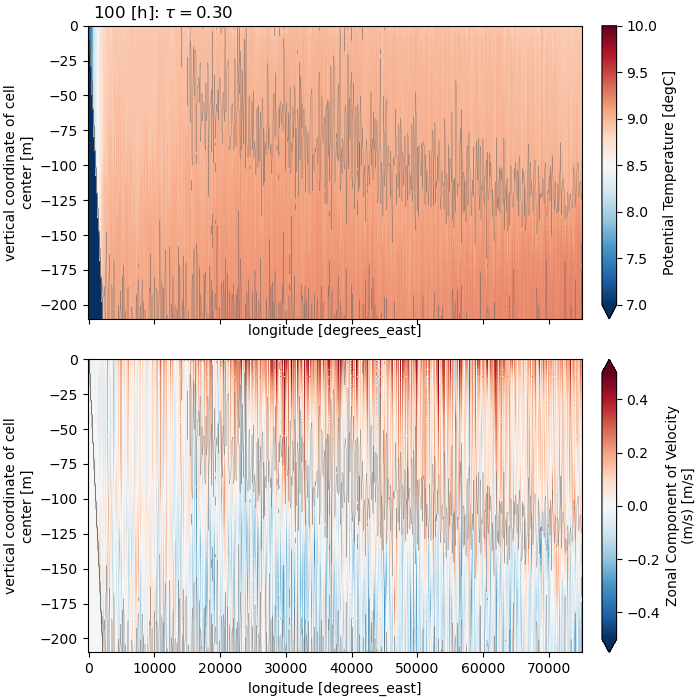 100 [h]: τ = 0.30
0
−25
−50
−75
−100
−125
−150
−175
−200
vertical coordinate of cell
center [m]
longitude [degrees_east]
10.0
9.5
9.0
8.5
8.0
7.5
7.0
Potential Temperature [degC]
0
−25
−50
−75
−100
−125
−150
−175
−200
vertical coordinate of cell
center [m]
0 10000 20000 30000 40000 50000 60000 70000
longitude [degrees_east]
0.4
0.2
0.0
−0.2
−0.4
Zonal Component of Velocity
(m/s) [m/s]